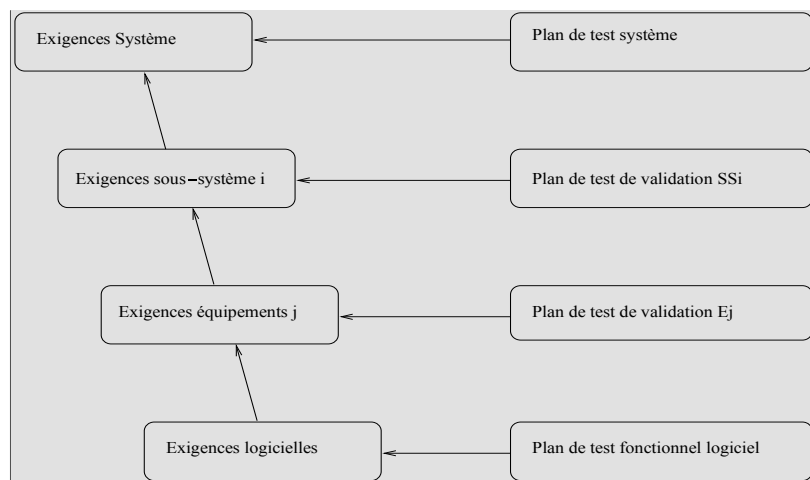 Exigences Système
Plan de test système
Exigences sous-système i
Plan de test de validation SSi
Exigences équipements j
Plan de test de validation Ej
Exigences logicielles
Plan de test fonctionnel logiciel